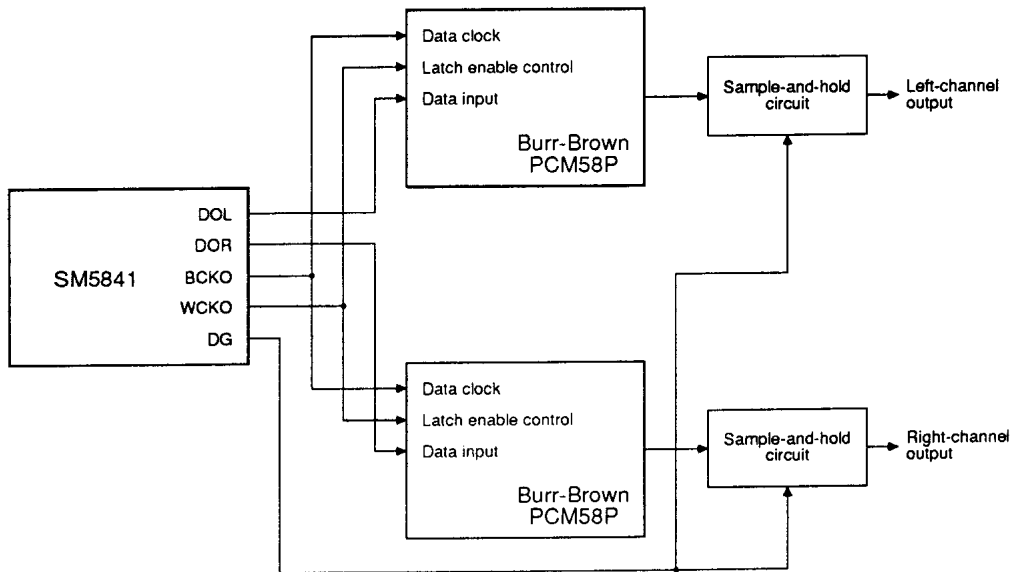 Data clock
Latch enable control
Data input
Burr-Brown
PCM58P
Sample-and-hold
circuit
Left-channel
output
SM5841
DOL
DOR
BCKO
WCKO
DG
Data clock
Latch enable control
Data input
Burr-Brown
PCM58P
Sample-and-hold
circuit
Right-channel
output